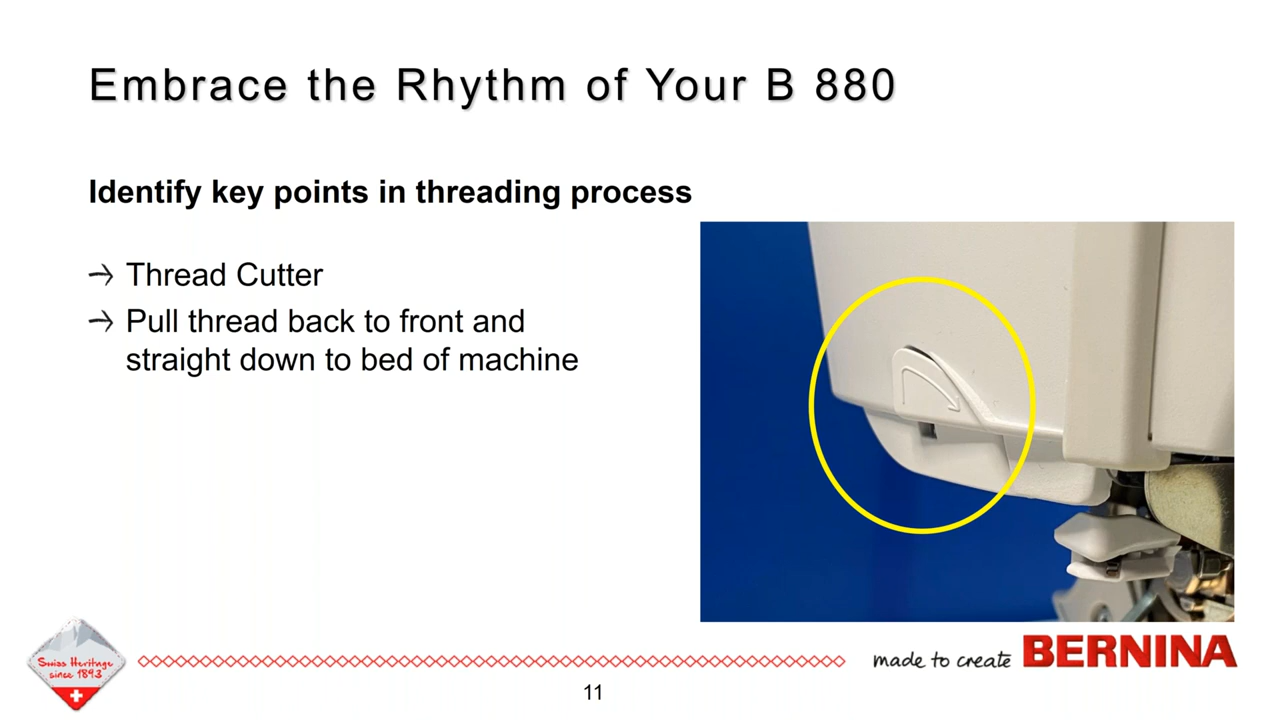 Embrace the Rhythm of Your B 880
Identify key points in threading process
Thread Cutter
Pull thread back to front and
straight down to bed of machine
Swiss Heritage
since 1893
made to create BERNINA
11